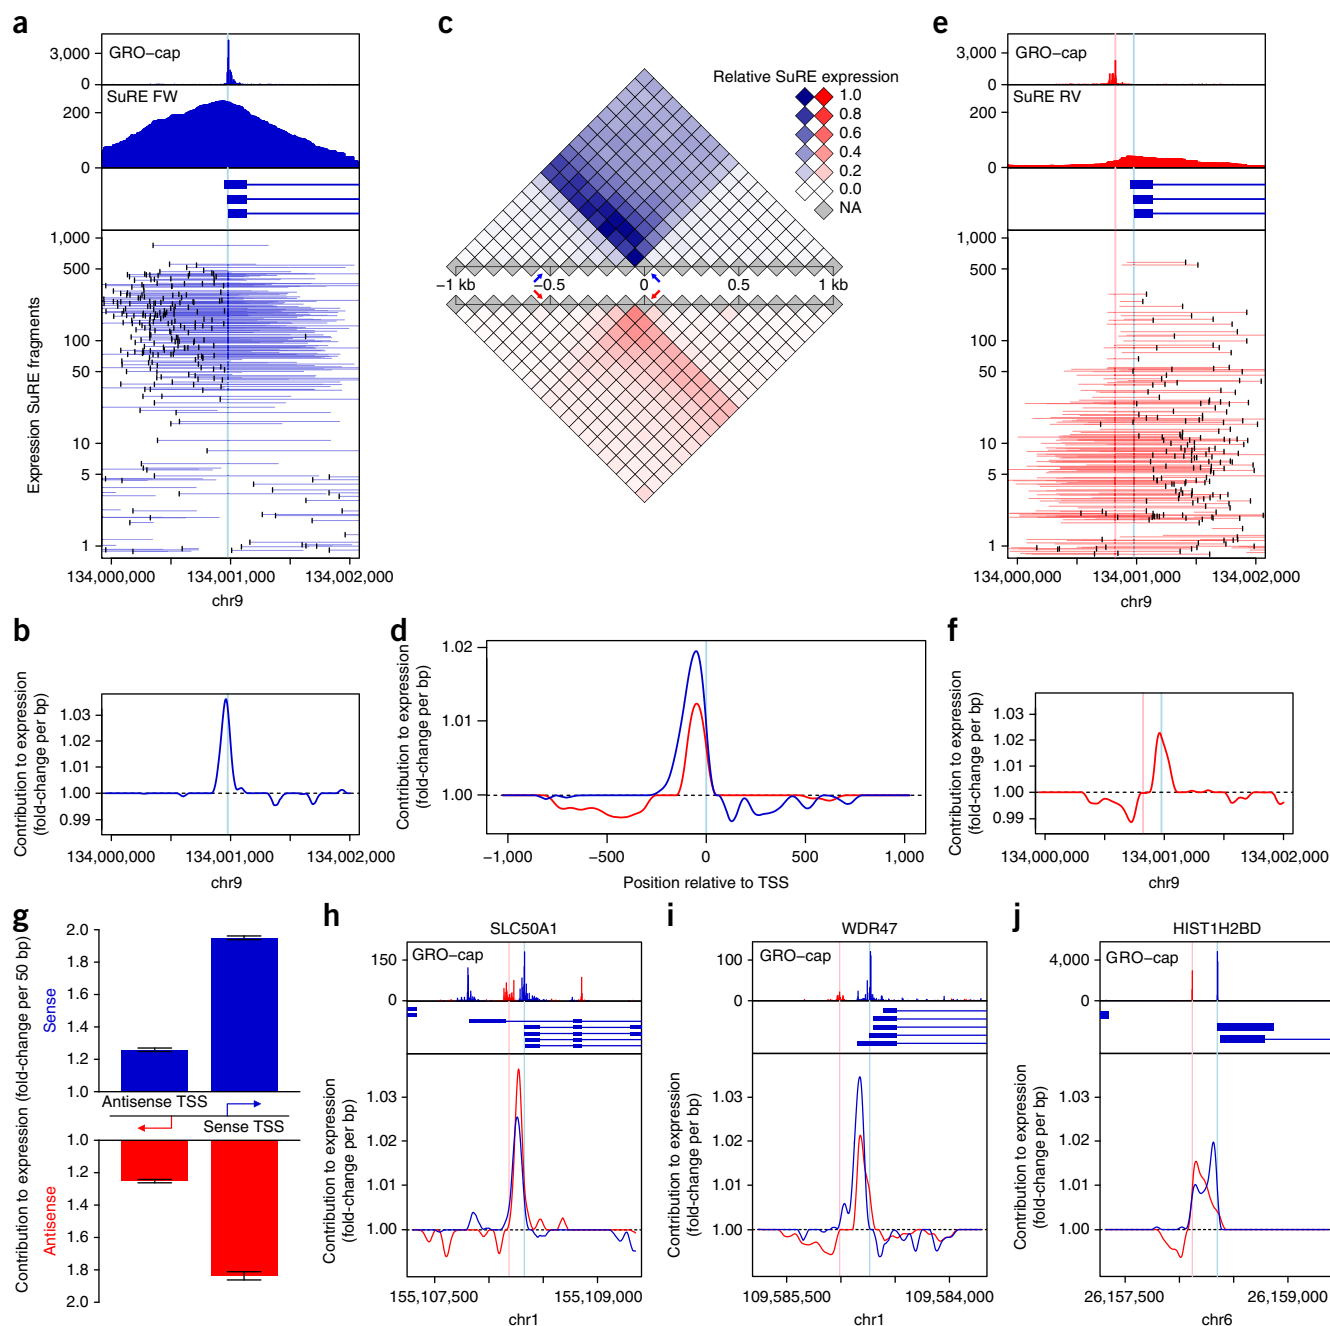 a
GRO−cap
3,000
0
SuRE FW
200
0
1,000
500
100
50
10
5
1
Expression SuRE fragments
134,000,000
134,001,000
134,002,000
chr9
c
Relative SuRE expression
1.0
0.8
0.6
0.4
0.2
0.0
NA
−1 kb
−0.5
0
0.5
1 kb
e
GRO−cap
3,000
0
SuRE RV
200
0
1,000
500
100
50
10
5
1
134,000,000
134,001,000
134,002,000
chr9
b
Contribution to expression
(fold-change per bp)
1.03
1.02
1.01
1.00
0.99
134,000,000
134,001,000
134,002,000
chr9
d
Contribution to expression
(fold-change per bp)
1.02
1.01
1.00
−1,000
−500
0
500
1,000
Position relative to TSS
f
Contribution to expression
(fold-change per bp)
1.03
1.02
1.01
1.00
0.99
134,000,000
134,001,000
134,002,000
chr9
g
Contribution to expression (fold-change per 50 bp)
Sense
Antisense
2.0
1.8
1.6
1.4
1.2
1.0
Antisense TSS
Sense TSS
1.0
1.2
1.4
1.6
1.8
2.0
h
SLC50A1
GRO−cap
150
0
Contribution to expression
(fold-change per bp)
1.03
1.02
1.01
1.00
155,107,500
155,109,000
chr1
i
WDR47
GRO−cap
100
0
Contribution to expression
(fold-change per bp)
1.03
1.02
1.01
1.00
109,585,500
109,584,000
chr1
j
HIST1H2BD
GRO−cap
4,000
0
Contribution to expression
(fold-change per bp)
1.03
1.02
1.01
1.00
26,157,500
26,159,000
chr6